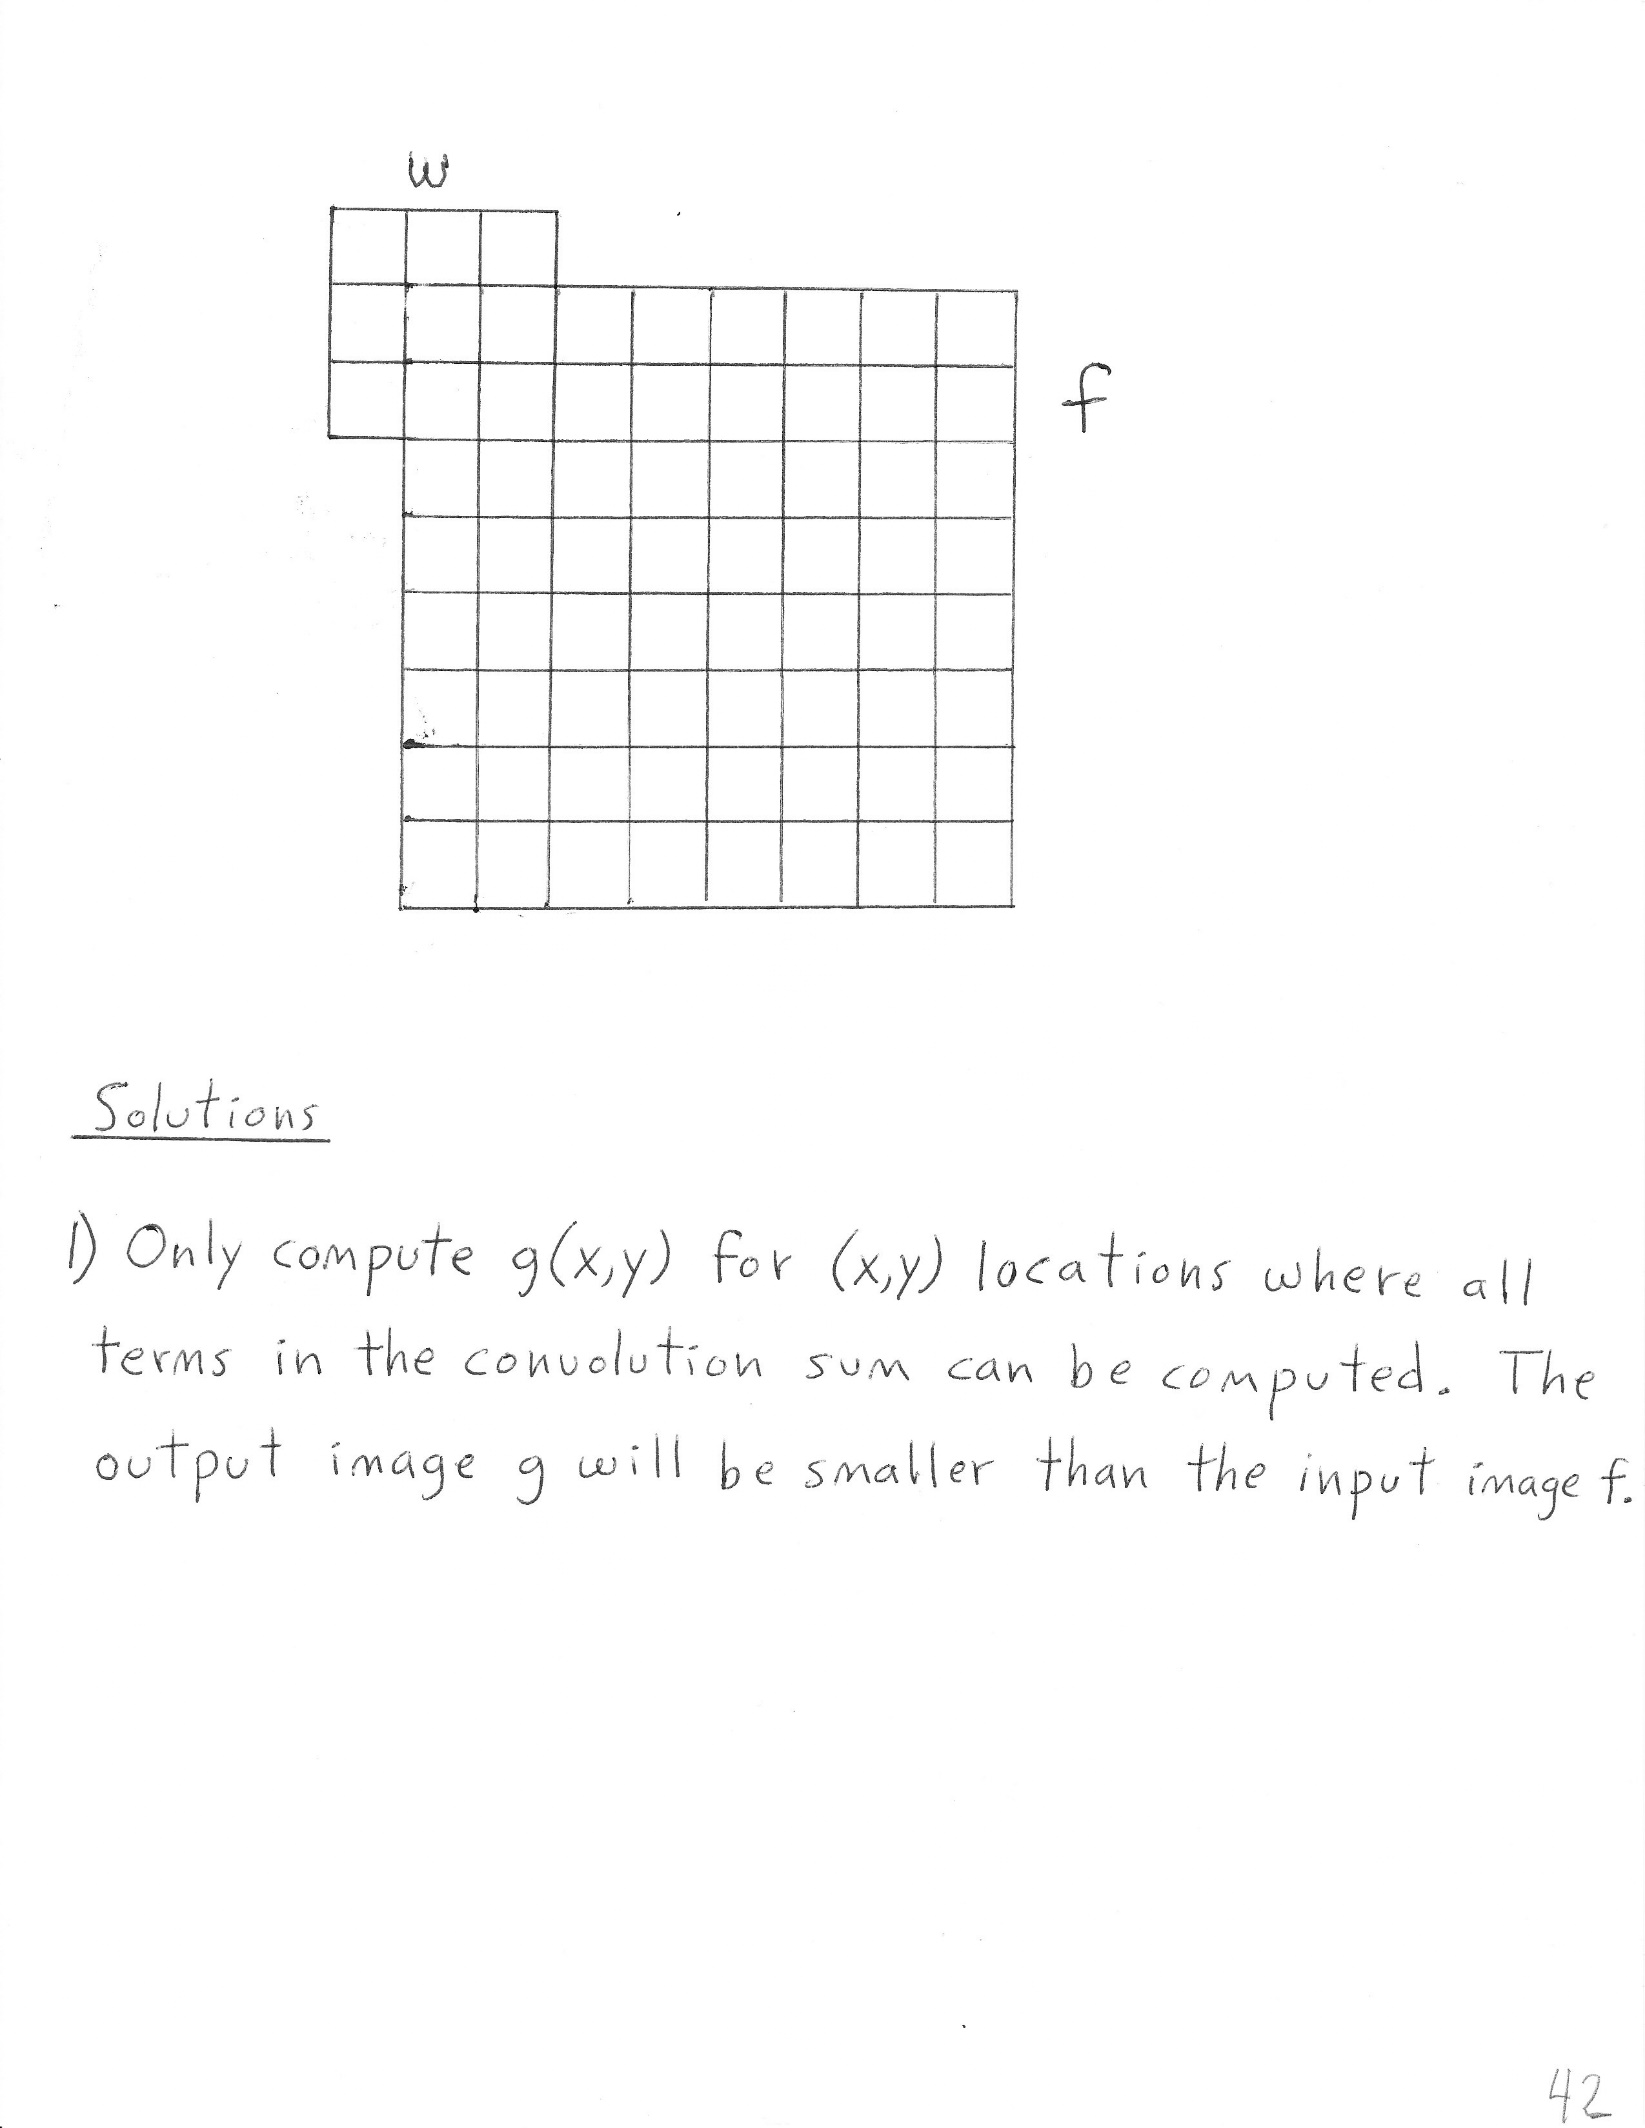 w
f
Solutions
1) Only compute g(x,y) for (x,y) locations where all
terms in the convolution sum can be computed. The
output image g will be smaller than the input image f.
42